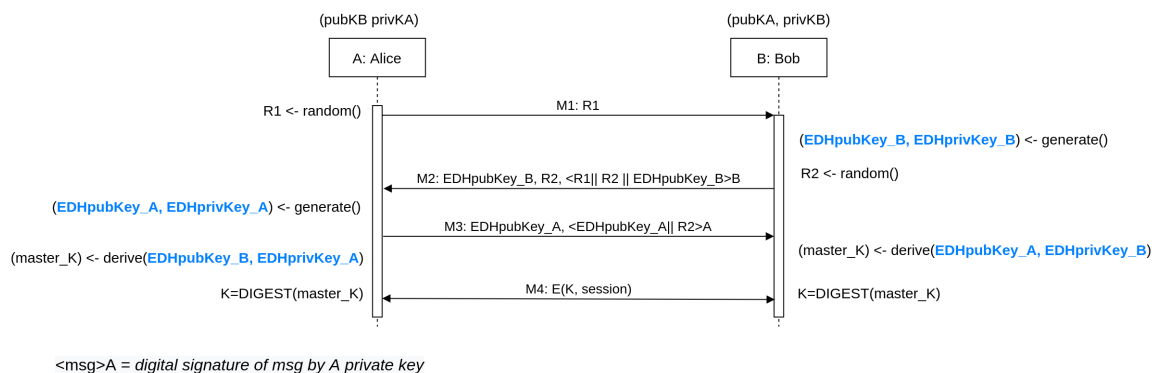 (pubKB privKA)
(pubKA, privKB)
A: Alice
B: Bob
R1 <- random()
M1: R1
(EDHpubKey_B, EDHprivKey_B) <- generate()
M2: EDHpubKey_B, R2, <R1|| R2 || EDHpubKey_B>B
R2 <- random()
(EDHpubKey_A, EDHprivKey_A) <- generate()
M3: EDHpubKey_A, <EDHpubKey_A|| R2>A
(master_K) <- derive(EDHpubKey_A, EDHprivKey_B)
(master_K) <- derive(EDHpubKey_B, EDHprivKey_A)
K=DIGEST(master_K)
M4: E(K, session)
K=DIGEST(master_K)
<msg>A = digital signature of msg by A private key